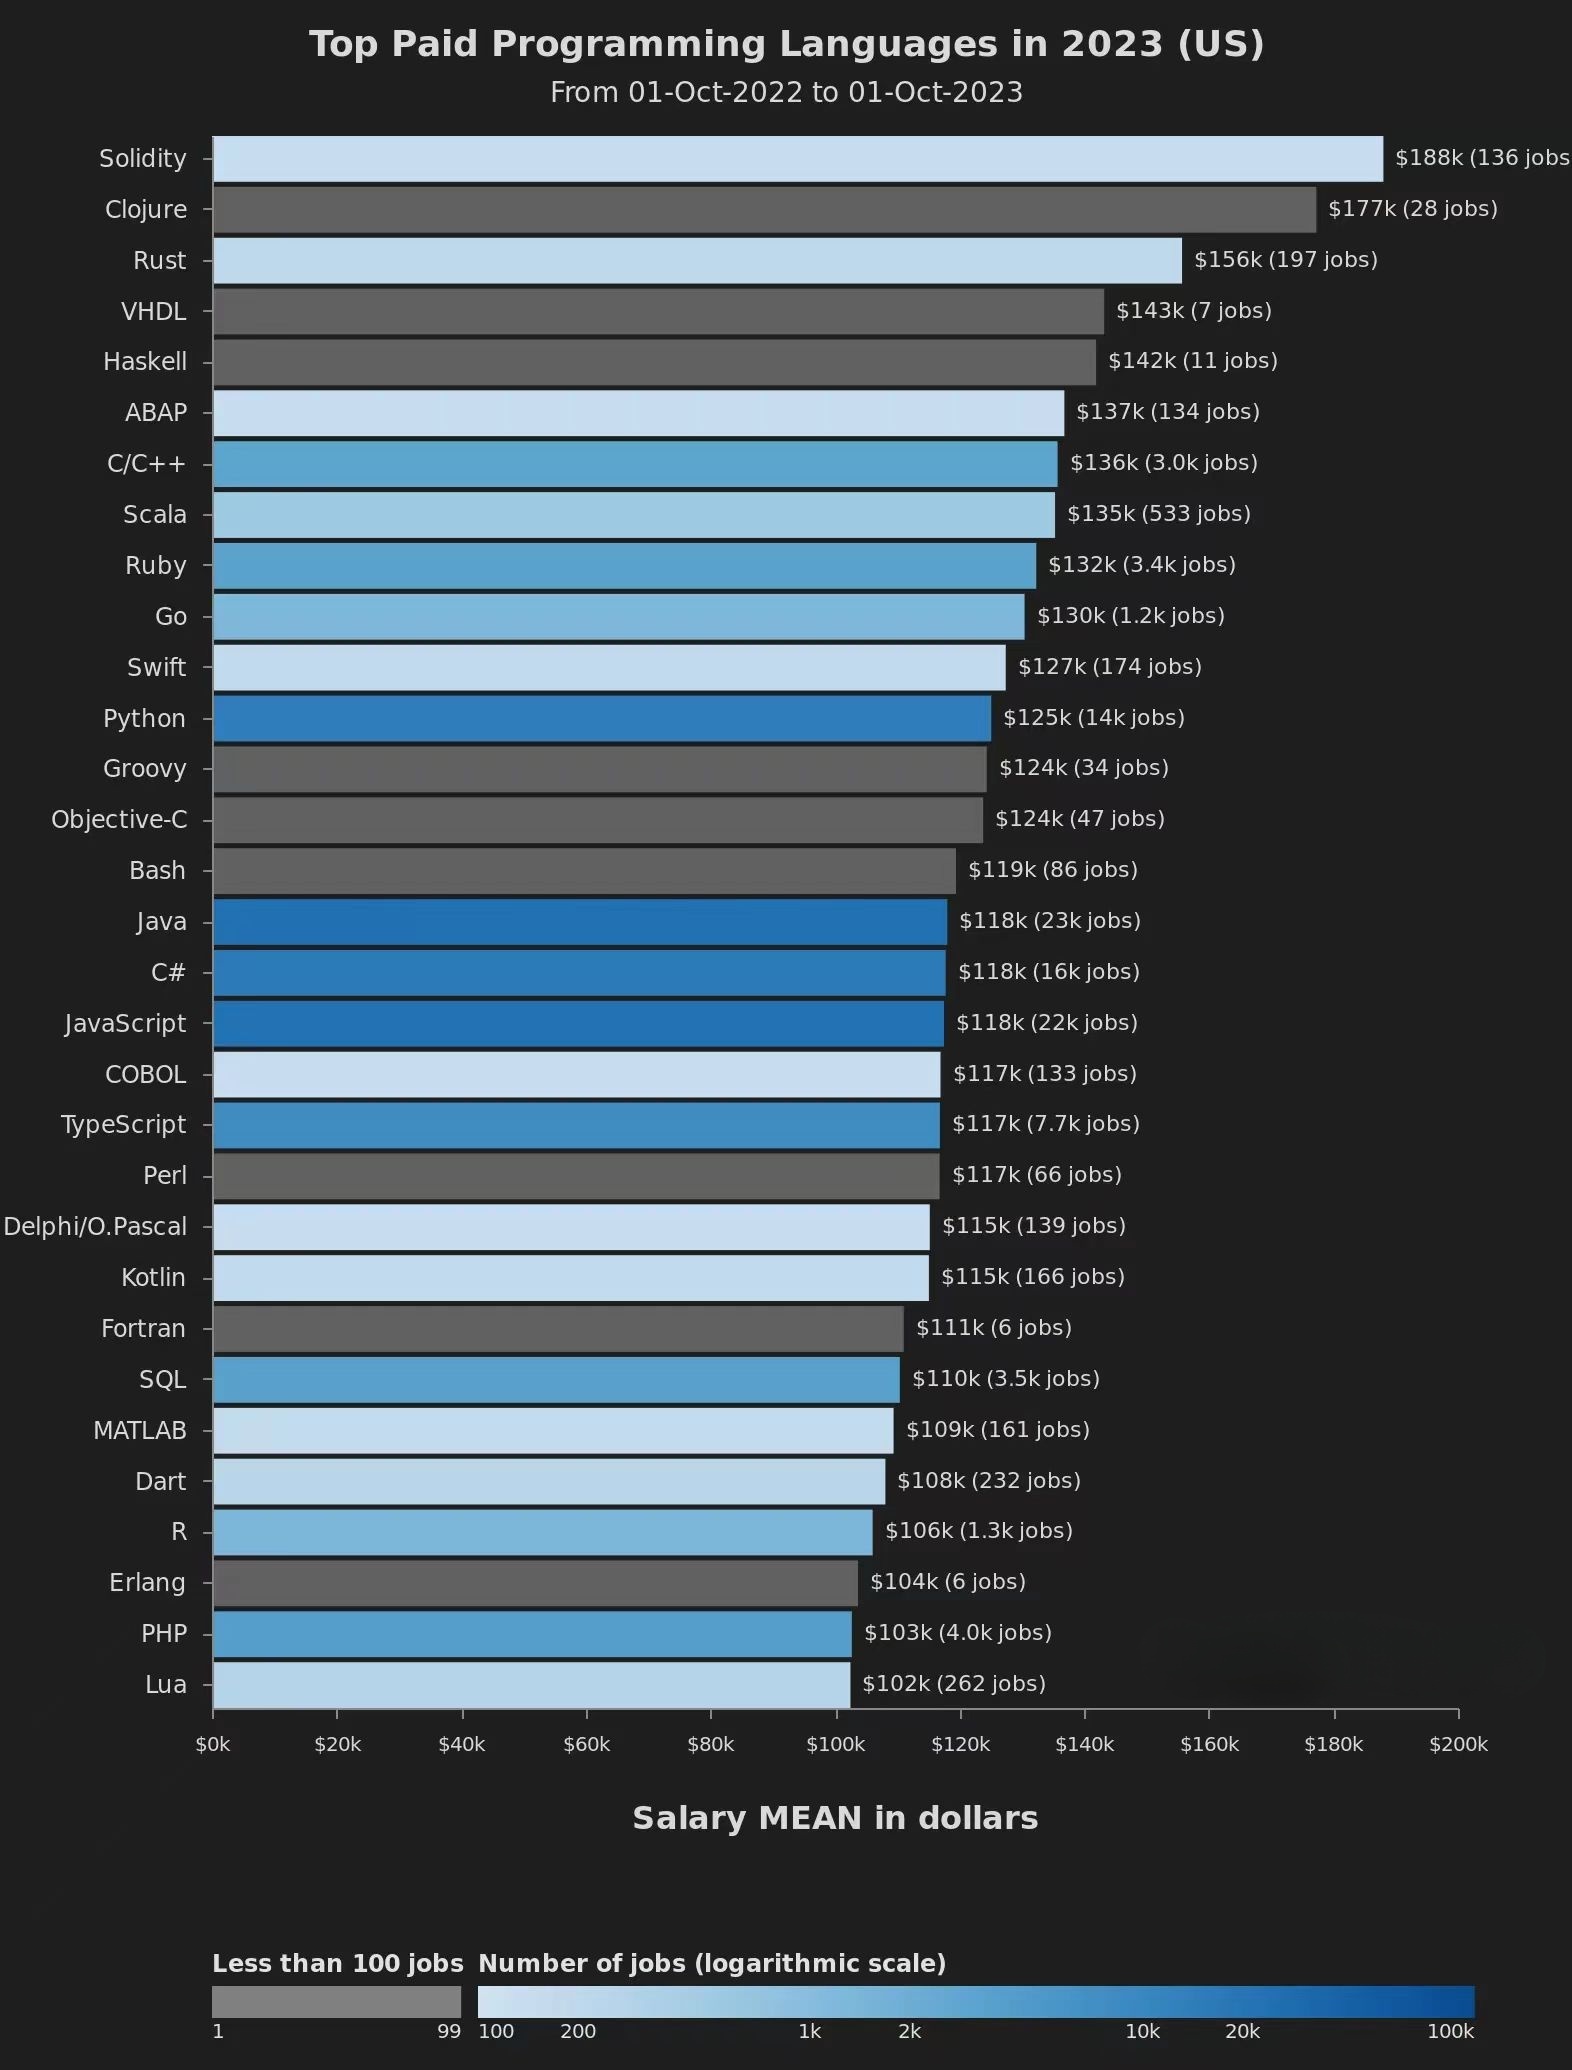 Top Paid Programming Languages in 2023 (US)
From 01-Oct-2022 to 01-Oct-2023
Solidity $188k (136 jobs
Clojure $177k (28 jobs)
Rust $156k (197 jobs)
VHDL $143k (7 jobs)
Haskell $142k (11 jobs)
ABAP $137k (134 jobs)
C/C++ $136k (3.0k jobs)
Scala $135k (533 jobs)
Ruby $132k (3.4k jobs)
Go $130k (1.2k jobs)
Swift $127k (174 jobs)
Python $125k (14k jobs)
Groovy $124k (34 jobs)
Objective-C $124k (47 jobs)
Bash $119k (86 jobs)
Java $118k (23k jobs)
C# $118k (16k jobs)
JavaScript $118k (22k jobs)
COBOL $117k (133 jobs)
TypeScript $117k (7.7k jobs)
Perl $117k (66 jobs)
Delphi/O.Pascal $115k (139 jobs)
Kotlin $115k (166 jobs)
Fortran $111k (6 jobs)
SQL $110k (3.5k jobs)
MATLAB $109k (161 jobs)
Dart $108k (232 jobs)
R $106k (1.3k jobs)
Erlang $104k (6 jobs)
PHP $103k (4.0k jobs)
Lua $102k (262 jobs)
$0k $20k $40k $60k $80k $100k $120k $140k $160k $180k $200k
Salary MEAN in dollars
Less than 100 jobs Number of jobs (logarithmic scale)
1 99 100 200 1k 2k 10k 20k 100k